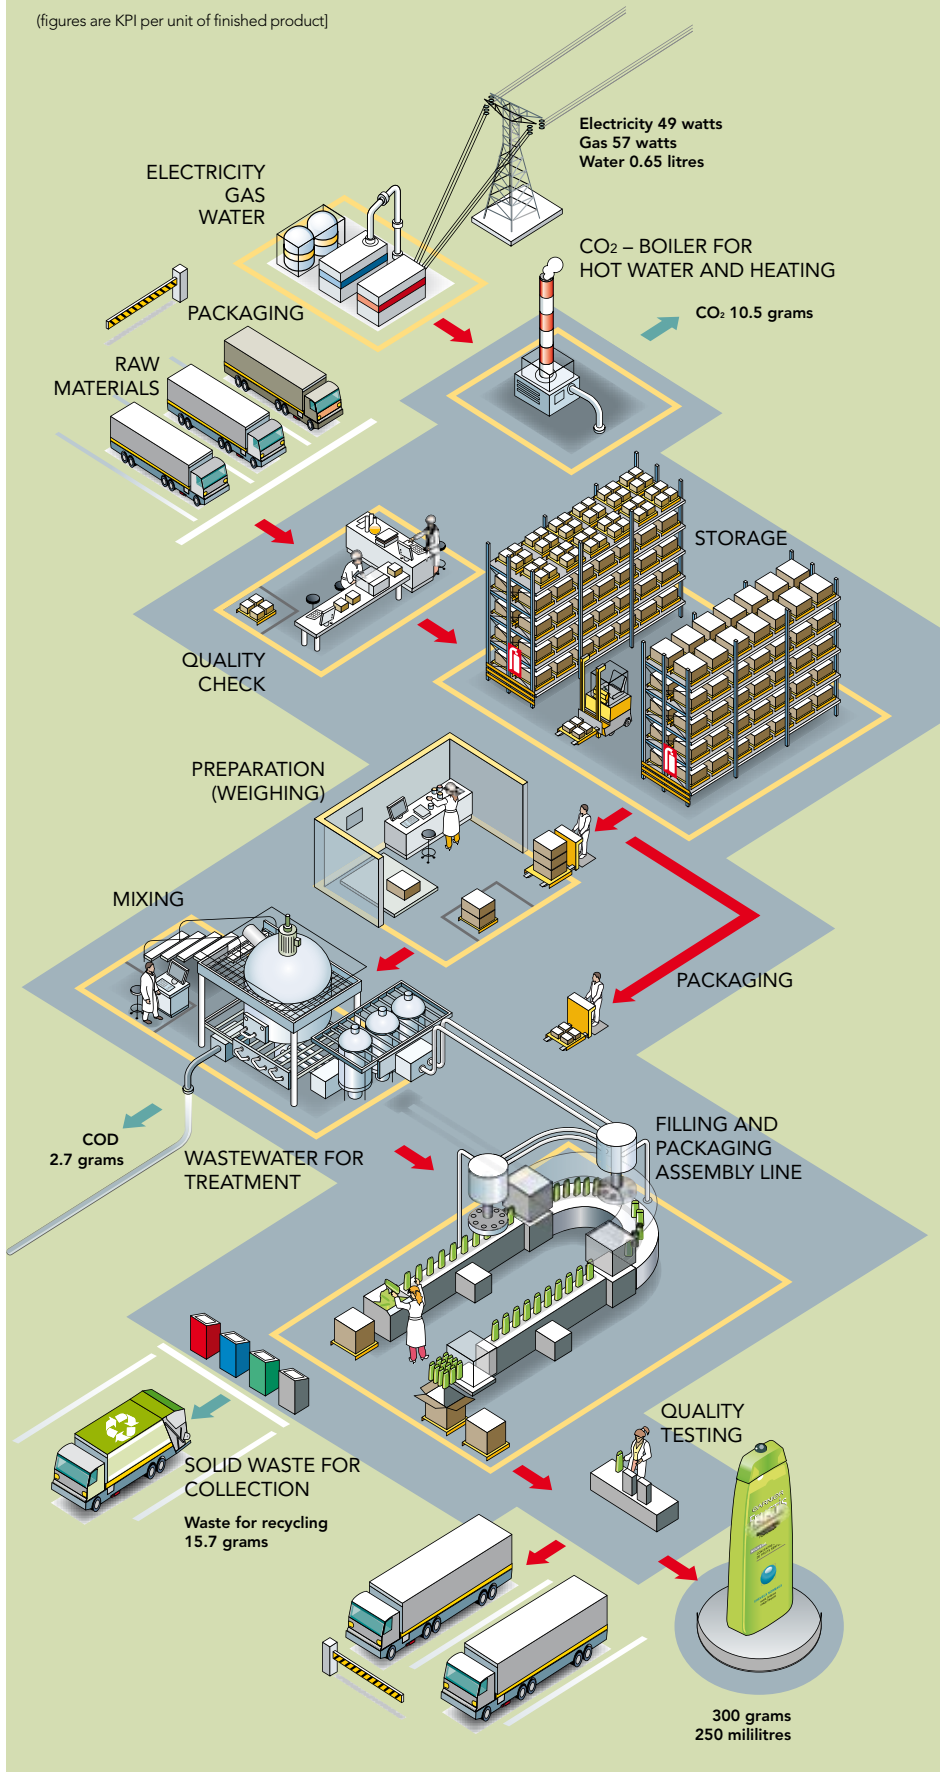 (figures are KPI per unit of finished product]
Electricity 49 watts
Gas 57 watts
Water 0.65 litres
ELECTRICITY
GAS
WATER
CO₂ – BOILER FOR
HOT WATER AND HEATING
CO₂ 10.5 grams
PACKAGING
RAW
MATERIALS
STORAGE
QUALITY
CHECK
PREPARATION
(WEIGHING)
MIXING
PACKAGING
COD
2.7 grams
WASTEWATER FOR
TREATMENT
FILLING AND
PACKAGING
ASSEMBLY LINE
QUALITY
TESTING
SOLID WASTE FOR
COLLECTION
Waste for recycling
15.7 grams
300 grams
250 mililitres